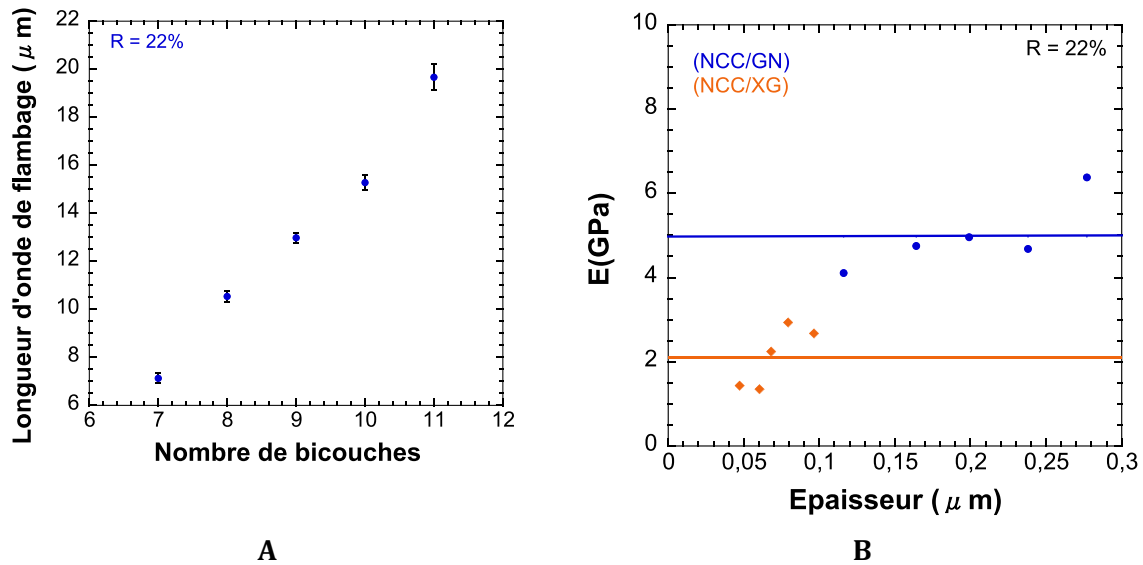 R = 22%
Longueur d'onde de flambage (μm)
22
20
18
16
14
12
10
8
6
6 7 8 9 10 11 12
Nombre de bicouches
A
R = 22%
(NCC/GN)
(NCC/XG)
E(GPa)
10
8
6
4
2
0
0 0,05 0,1 0,15 0,2 0,25 0,3
Epaisseur (μm)
B